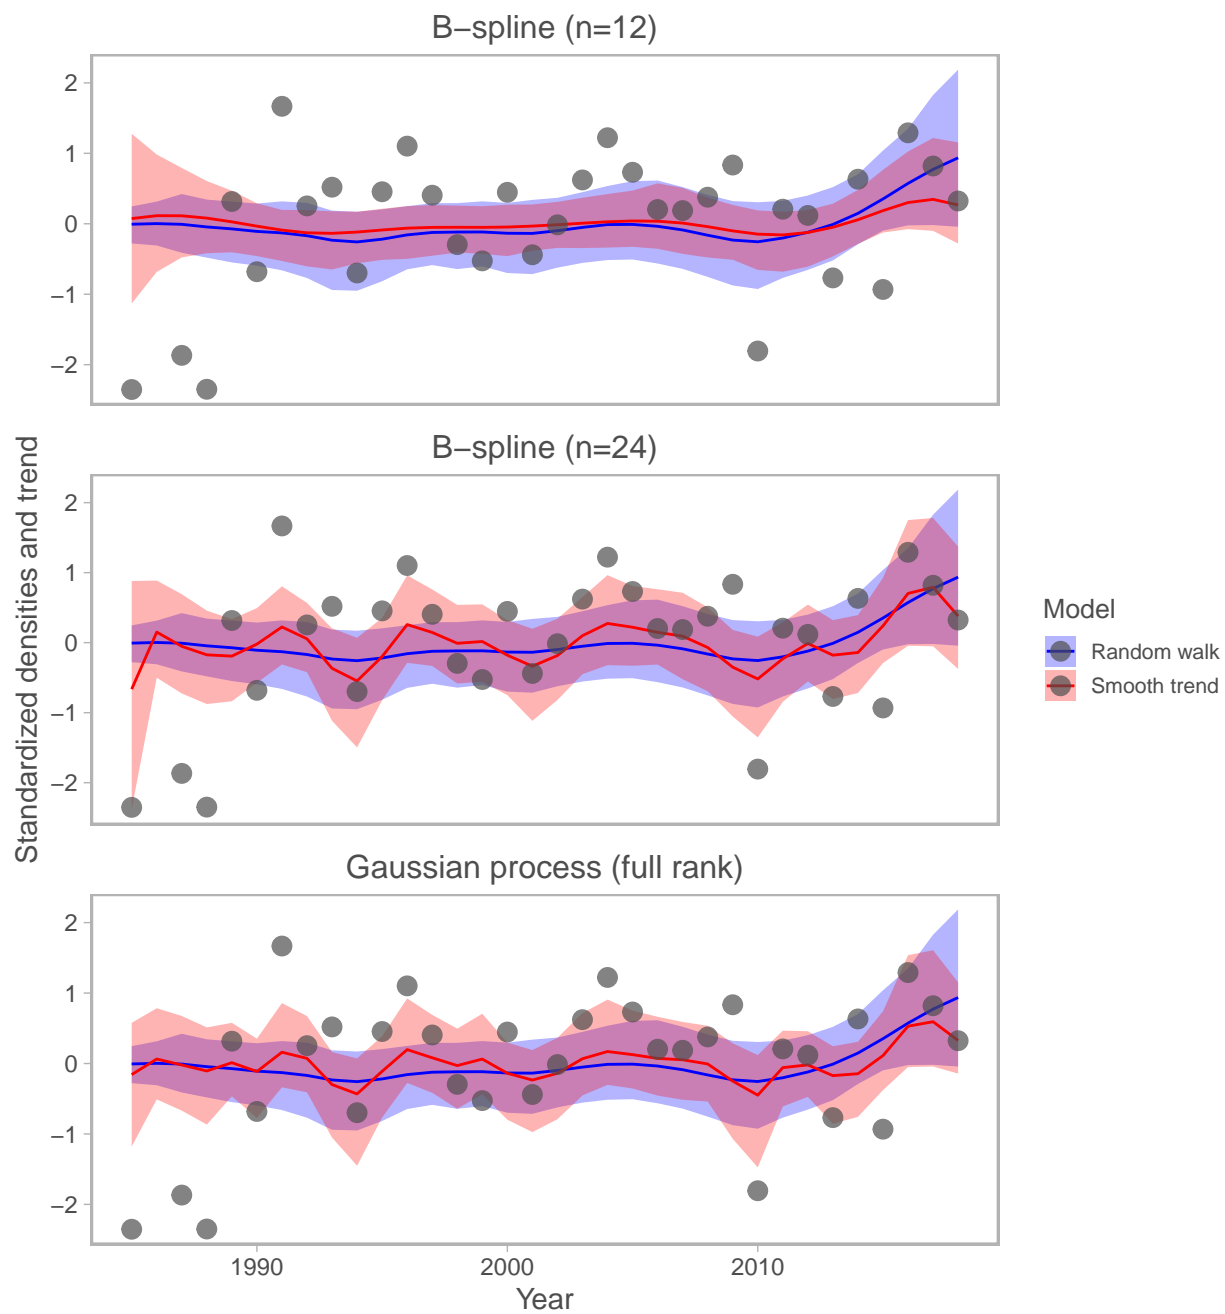 B−spline (n=12)
2
1
0
−1
−2
B−spline (n=24)
2
1
0
−1
−2
Gaussian process (full rank)
2
1
0
−1
−2
1990
2000
2010
Year
Standardized densities and trend
Model
Random walk
Smooth trend